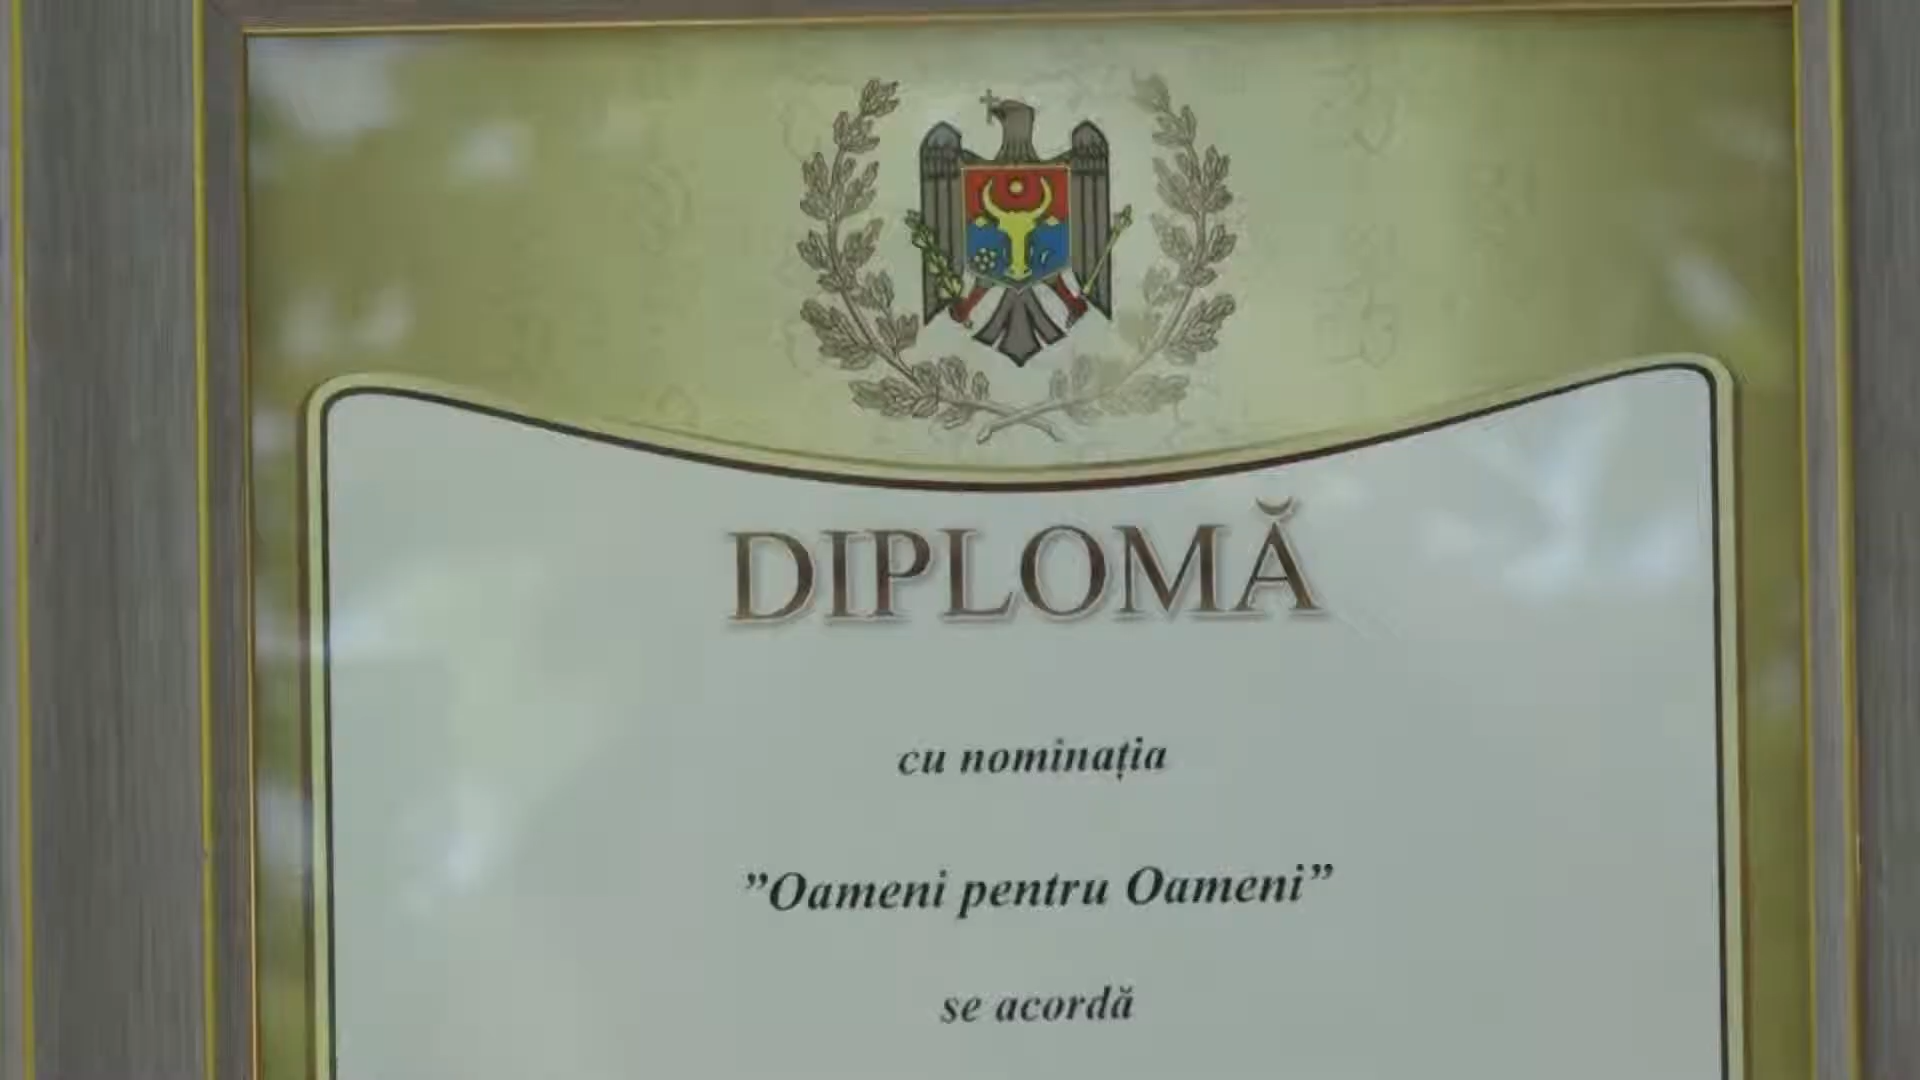 DIPLOMĂ
cu nominația
”Oameni pentru Oameni”
se acordă